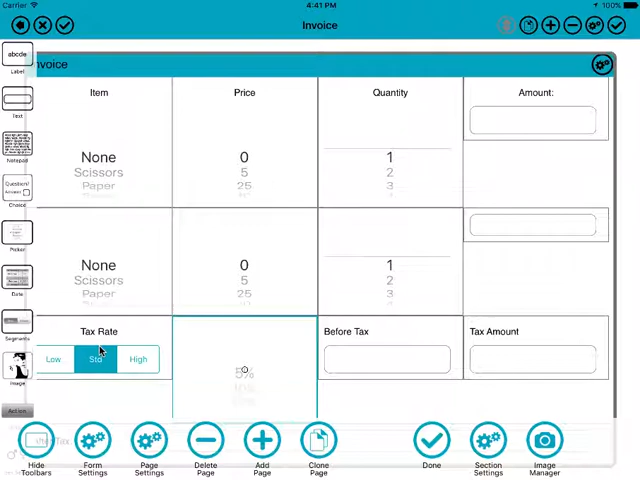 Carrier 4:41 PM 100%
Invoice
abcde
Label
Text
Notepad
Question/
Choice
Picker
Date
Segments
Image
Action
nvoice
Item Price Quantity Amount:
None 0 1
Scissors 5 2
Paper 25 3
None 0 1
Scissors 5 2
Paper 25 3
Tax Rate Before Tax Tax Amount
Low Std High
5%
Tax
Hide Toolbars
Form Settings
Page Settings
Delete Page
Add Page
Clone Page
Done
Section Settings
Image Manager